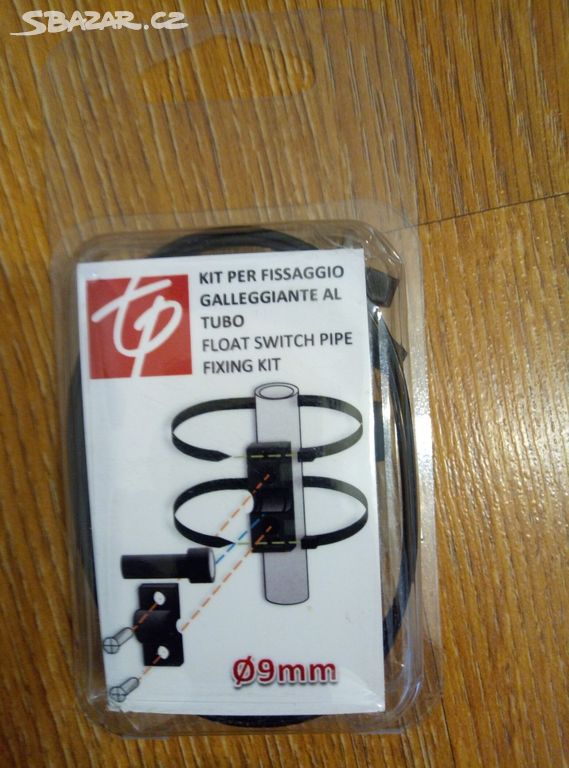 SBAZAR.CZ
tp
KIT PER FISSAGGIO
GALLEGGIANTE AL
TUBO
FLOAT SWITCH PIPE
FIXING KIT
Ø9mm